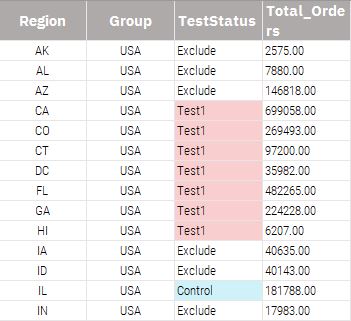 Region Group TestStatus Total_Orde
rs
AK USA Exclude 2575.00
AL USA Exclude 7880.00
AZ USA Exclude 146818.00
CA USA Test1 699058.00
CO USA Test1 269493.00
CT USA Test1 97200.00
DC USA Test1 35982.00
FL USA Test1 482265.00
GA USA Test1 224228.00
HI USA Test1 6207.00
IA USA Exclude 40635.00
ID USA Exclude 40143.00
IL USA Control 181788.00
IN USA Exclude 17983.00